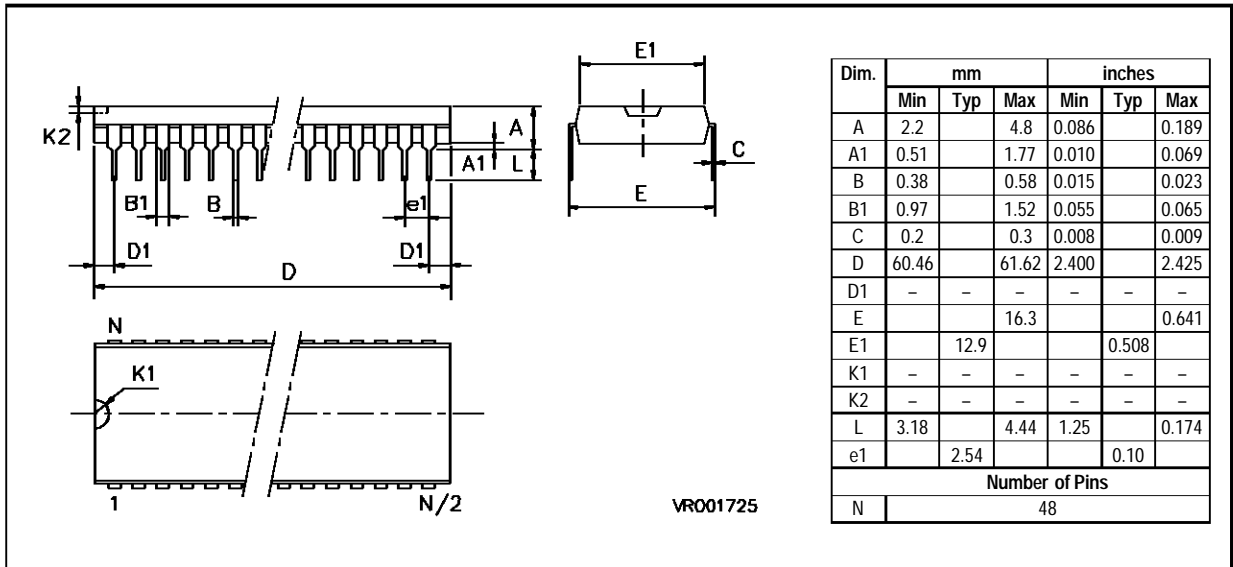 E1
K2
A
A1
L
C
B1
B
e1
E
D1
D
D1
N
K1
1
N/2
VR001725
Dim. mm inches
Min Typ Max Min Typ Max
A 2.2 4.8 0.086 0.189
A1 0.51 1.77 0.010 0.069
B 0.38 0.58 0.015 0.023
B1 0.97 1.52 0.055 0.065
C 0.2 0.3 0.008 0.009
D 60.46 61.62 2.400 2.425
D1 – – – – – –
E 16.3 0.641
E1 12.9 0.508
K1 – – – – – –
K2 – – – – – –
L 3.18 4.44 1.25 0.174
e1 2.54 0.10
Number of Pins
N 48